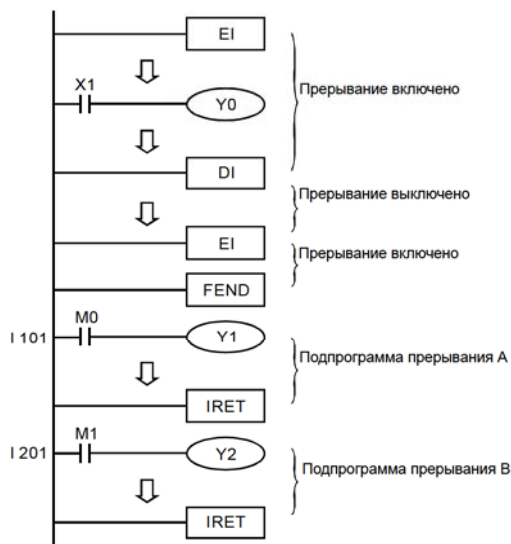 EI
X1
Y0
Прерывание включено
DI
Прерывание выключено
EI
Прерывание включено
FEND
M0
I 101
Y1
Подпрограмма прерывания А
IRET
M1
I 201
Y2
Подпрограмма прерывания В
IRET